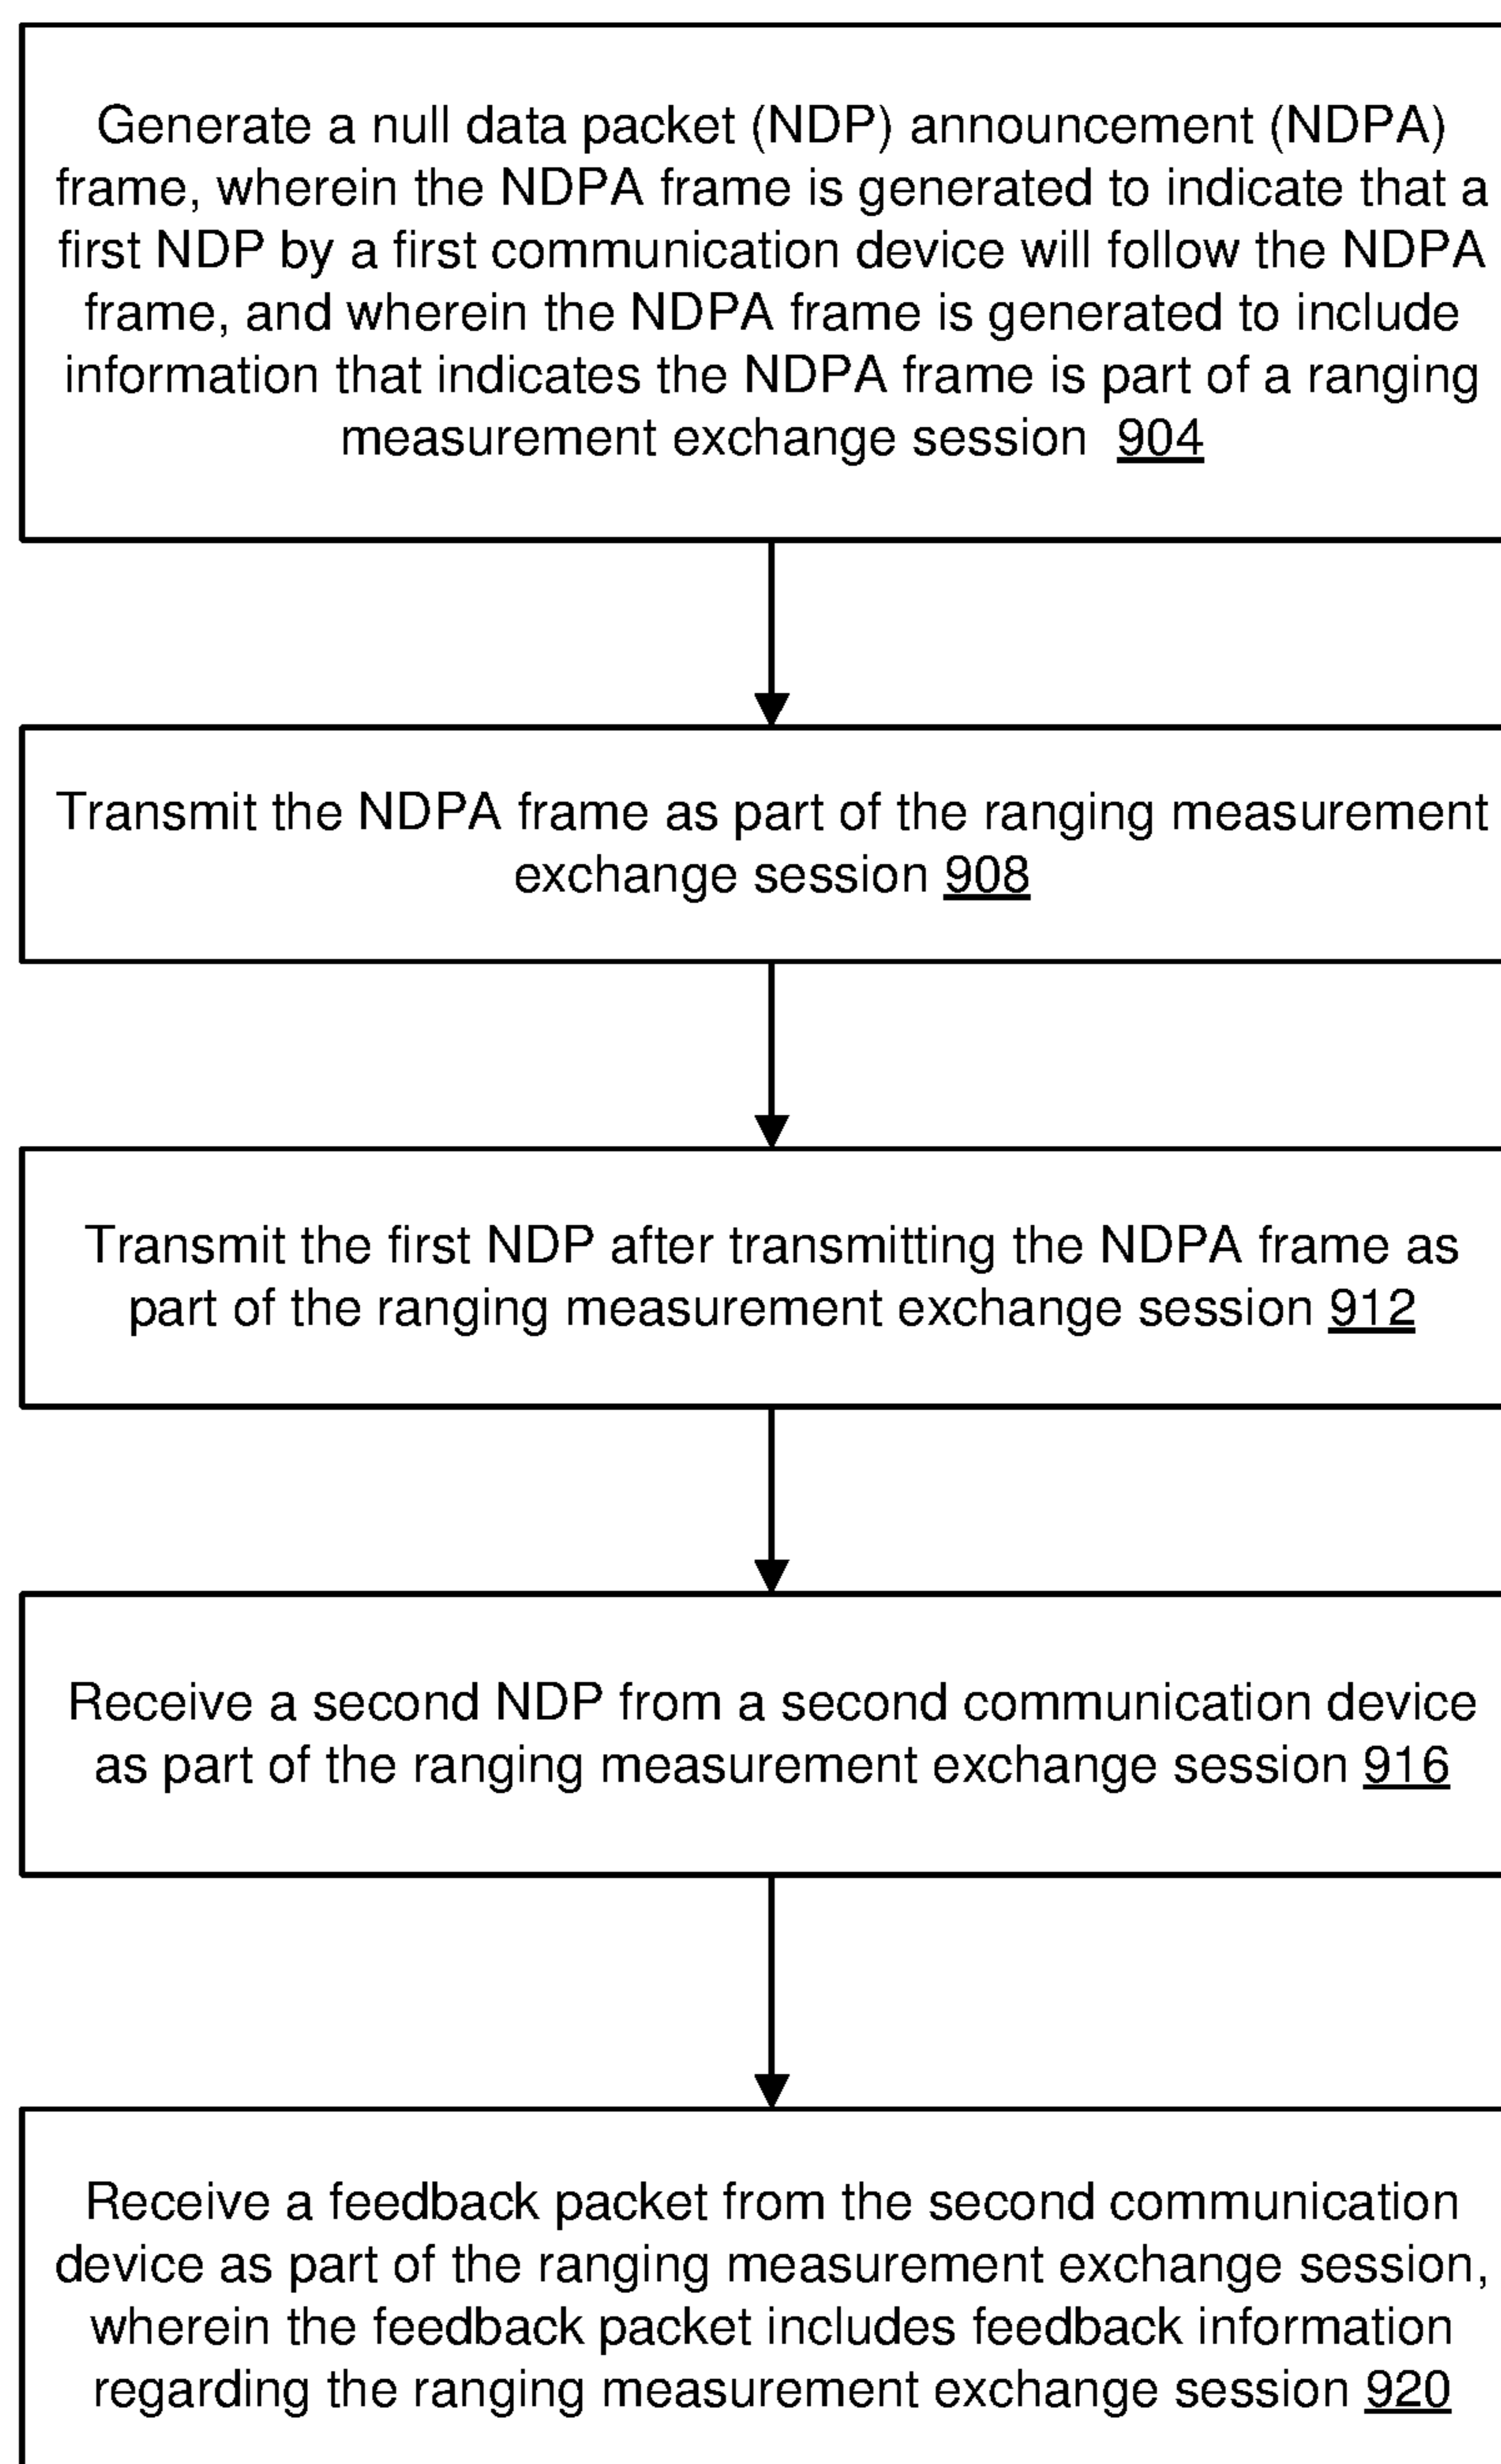 Generate a null data packet (NDP) announcement (NDPA)
frame, wherein the NDPA frame is generated to indicate that a
first NDP by a first communication device will follow the NDPA
frame, and wherein the NDPA frame is generated to include
information that indicates the NDPA frame is part of a ranging
measurement exchange session 904
Transmit the NDPA frame as part of the ranging measurement
exchange session 908
Transmit the first NDP after transmitting the NDPA frame as
part of the ranging measurement exchange session 912
Receive a second NDP from a second communication device
as part of the ranging measurement exchange session 916
Receive a feedback packet from the second communication
device as part of the ranging measurement exchange session,
wherein the feedback packet includes feedback information
regarding the ranging measurement exchange session 920